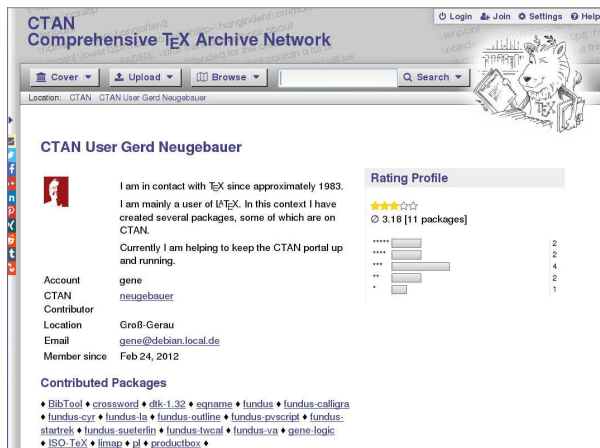 CTAN
Comprehensive TEX Archive Network
Login Join Settings Help
Cover Upload Browse Search
Location: CTAN CTAN User Gerd Neugebauer
CTAN User Gerd Neugebauer
I am in contact with TEX since approximately 1983.
I am mainly a user of LATEX. In this context I have
created several packages, some of which are on
CTAN.
Currently I am helping to keep the CTAN portal up
and running.
Account gene
CTAN neugebauer
Contributor
Location Groß-Gerau
Email gene@debian.local.de
Member since Feb 24, 2012
Rating Profile
★★★☆☆
∅ 3.18 [11 packages]
***** 2
**** 2
*** 4
** 2
* 1
Contributed Packages
♦ BibTool ♦ crossword ♦ dtk-1.32 ♦ eqname ♦ fundus ♦ fundus-calligra
♦ fundus-cyr ♦ fundus-la ♦ fundus-outline ♦ fundus-pvscript ♦ fundus-
startrek ♦ fundus-sueterlin ♦ fundus-twcal ♦ fundus-va ♦ gene-logic
♦ ISO-TeX ♦ limap ♦ pl ♦ productbox ♦